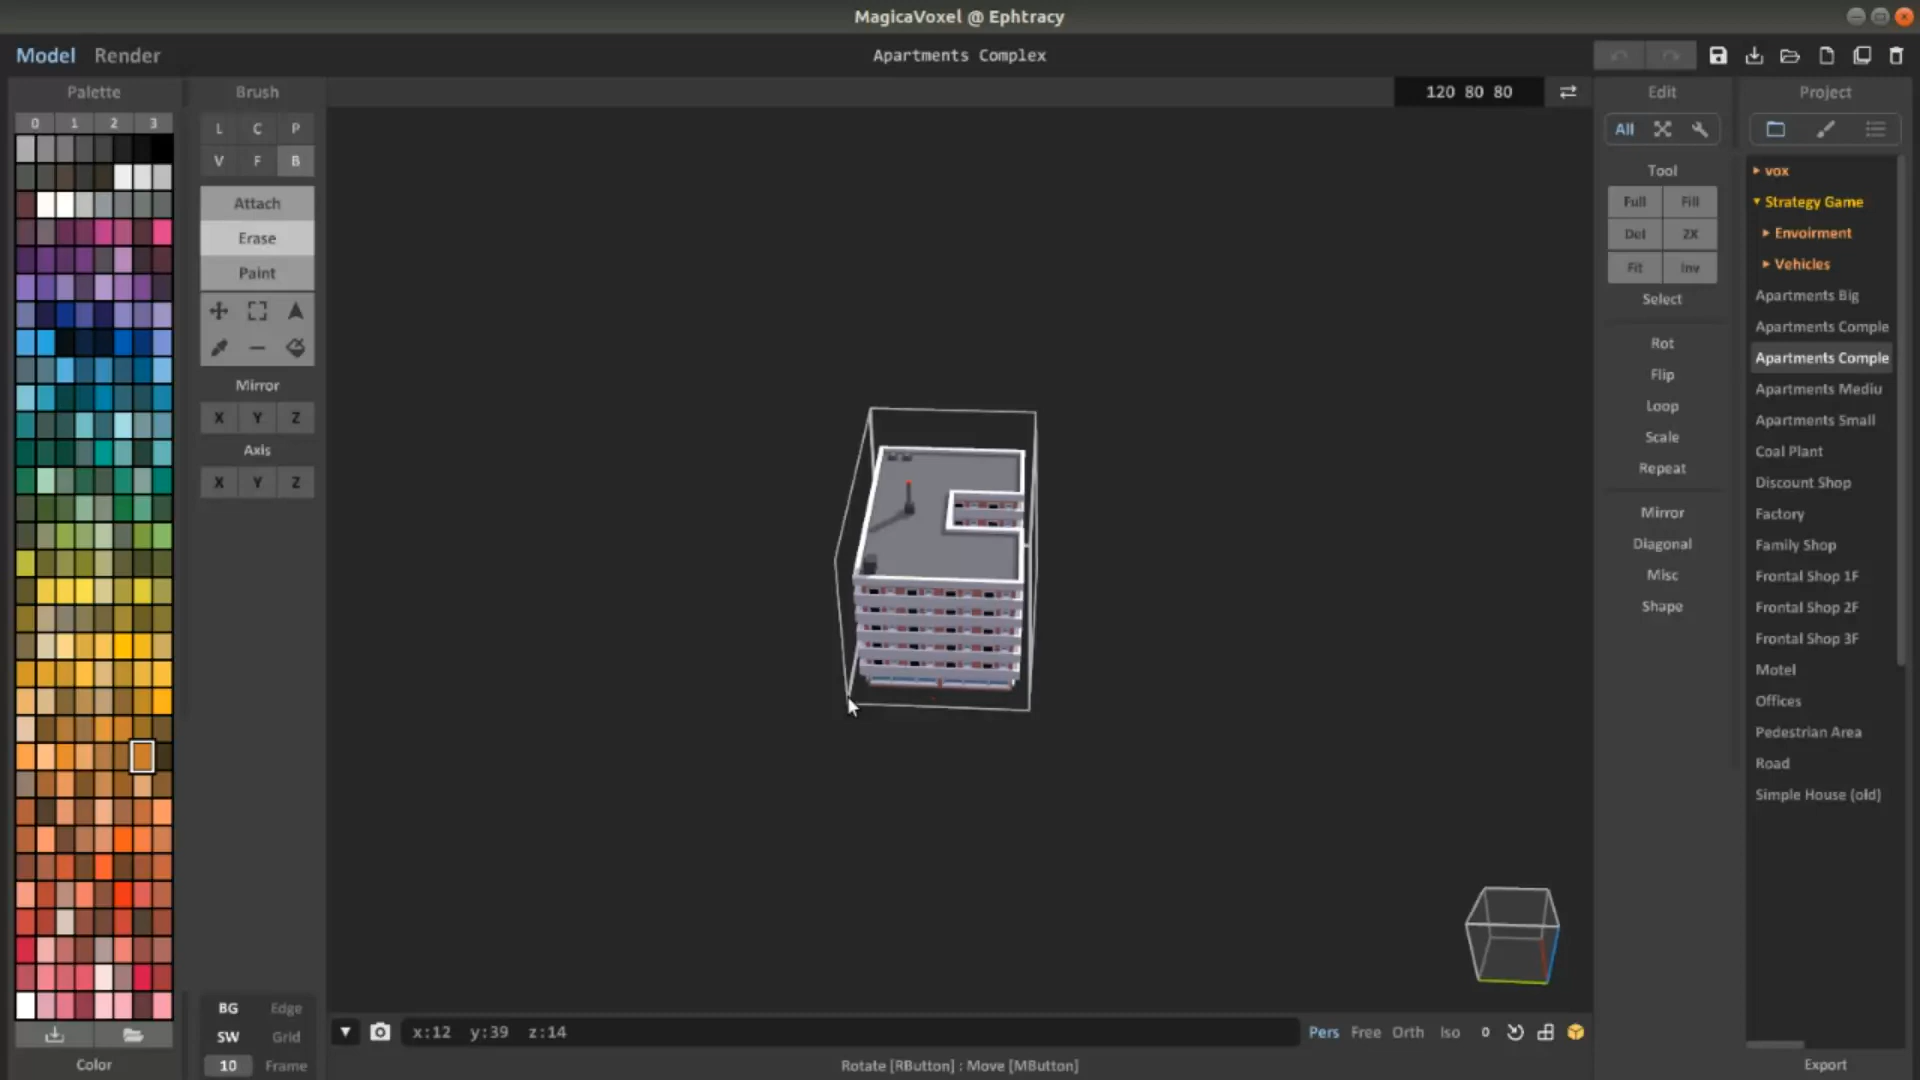 MagicaVoxel @ Ephtracy
Model Render
Apartments Complex
Palette
0 1 2 3
Color
Brush
L C P
V F B
Attach
Erase
Paint
Mirror
X Y Z
Axis
X Y Z
BG Edge
SW Grid
10 Frame
120 80 80
x:12 y:39 z:14
Pers Free Orth Iso 0
Rotate [RButton] : Move [MButton]
Edit
All
Tool
Full Fill
Del 2X
Fit Inv
Select
Rot
Flip
Loop
Scale
Repeat
Mirror
Diagonal
Misc
Shape
Project
vox
Strategy Game
Envoirment
Vehicles
Apartments Big
Apartments Comple
Apartments Comple
Apartments Mediu
Apartments Small
Coal Plant
Discount Shop
Factory
Family Shop
Frontal Shop 1F
Frontal Shop 2F
Frontal Shop 3F
Motel
Offices
Pedestrian Area
Road
Simple House (old)
Export